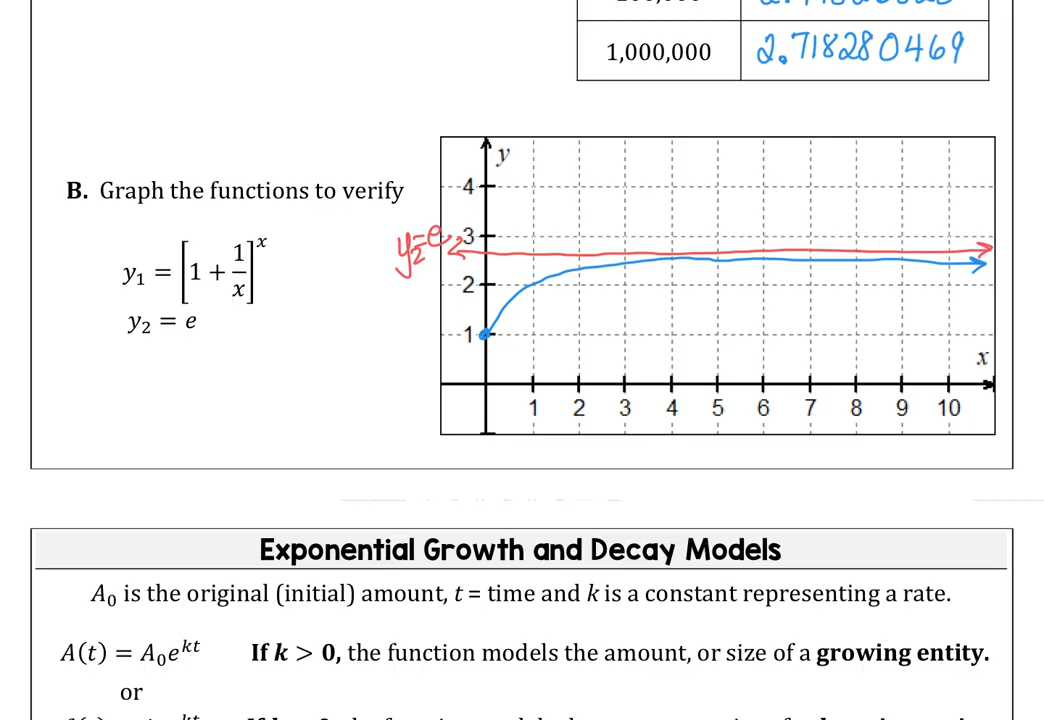 1,000,000 2.718280469
B. Graph the functions to verify
y₁ = [1 + 1/x]^x
y₂ = e
y
4
3
2
1
y₂=e
x
1 2 3 4 5 6 7 8 9 10
Exponential Growth and Decay Models
A₀ is the original (initial) amount, t = time and k is a constant representing a rate.
A(t) = A₀e^kt If k > 0, the function models the amount, or size of a growing entity.
or